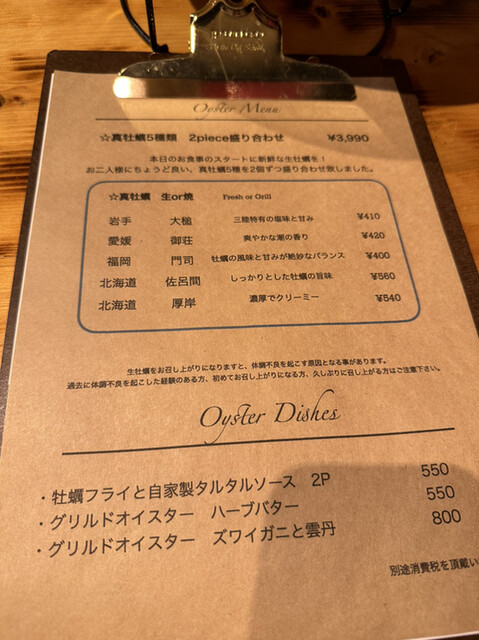 Oyster Menu
☆真牡蠣5種類 2piece盛り合わせ ¥3,990
本日のお食事のスタートに新鮮な生牡蠣を！
お二人様にちょうど良い、真牡蠣5種を2個ずつ盛り合わせ致しました。
☆真牡蠣 生or焼 Fresh or Grill
岩手 大槌 三陸特有の塩味と甘み ¥410
愛媛 御荘 爽やかな潮の香り ¥420
福岡 門司 牡蠣の風味と甘みが絶妙なバランス ¥400
北海道 佐呂間 しっかりとした牡蠣の旨味 ¥560
北海道 厚岸 濃厚でクリーミー ¥540
生牡蠣をお召し上がりになりますと、体調不良を起こす原因となる事があります。
過去に体調不良を起こした経験のある方、初めてお召し上がりになる方、久しぶりに召し上がる方はご注意下さい。
Oyster Dishes
・牡蠣フライと自家製タルタルソース 2P 550
・グリルドオイスター ハーブバター 550
・グリルドオイスター ズワイガニと雲丹 800
別途消費税を頂戴い